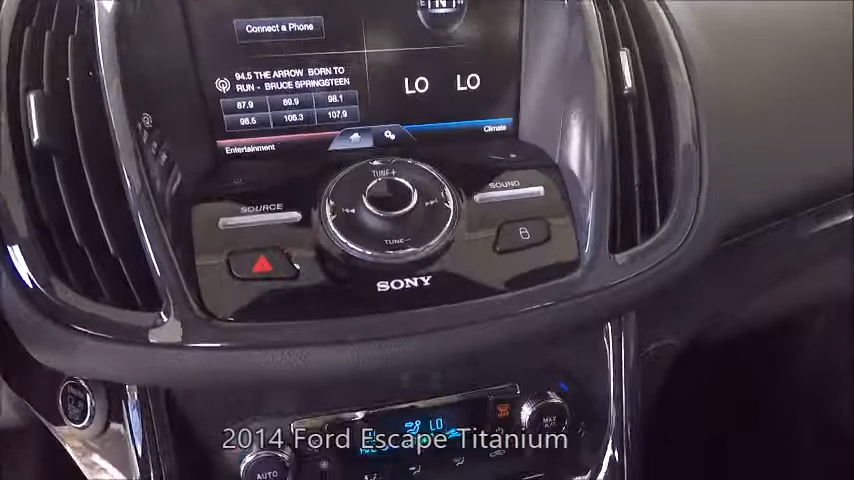 E N W
Connect a Phone
94.5 THE ARROW BORN TO
RUN - BRUCE SPRINGSTEEN
LO LO
87.9 89.9 98.1
98.5 106.3 107.9
Entertainment
Climate
TUNE+
SOURCE
SOUND
TUNE-
SONY
LO
MAX
A/C
AUTO
2014 Ford Escape Titanium